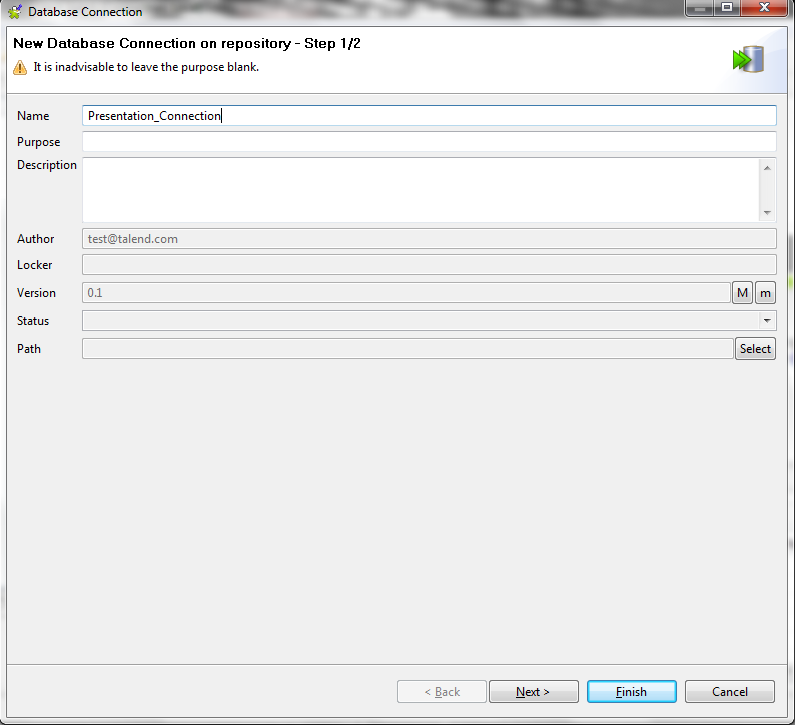 Database Connection
New Database Connection on repository - Step 1/2
It is inadvisable to leave the purpose blank.
Name Presentation_Connection
Purpose
Description
Author test@talend.com
Locker
Version 0.1 M m
Status
Path Select
< Back Next > Finish Cancel